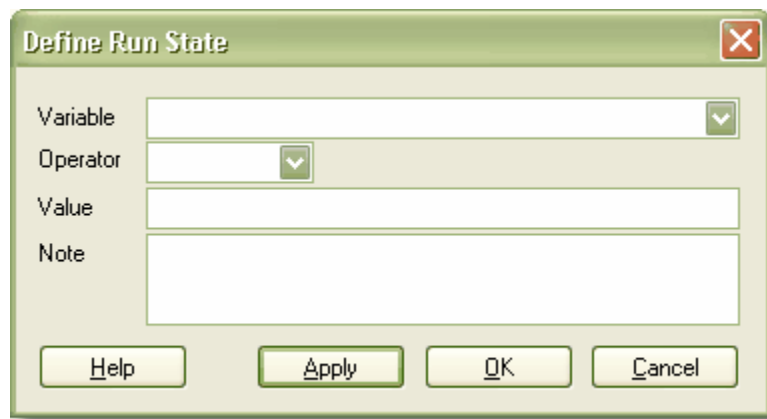 Define Run State
Variable
Operator
Value
Note
Help Apply OK Cancel